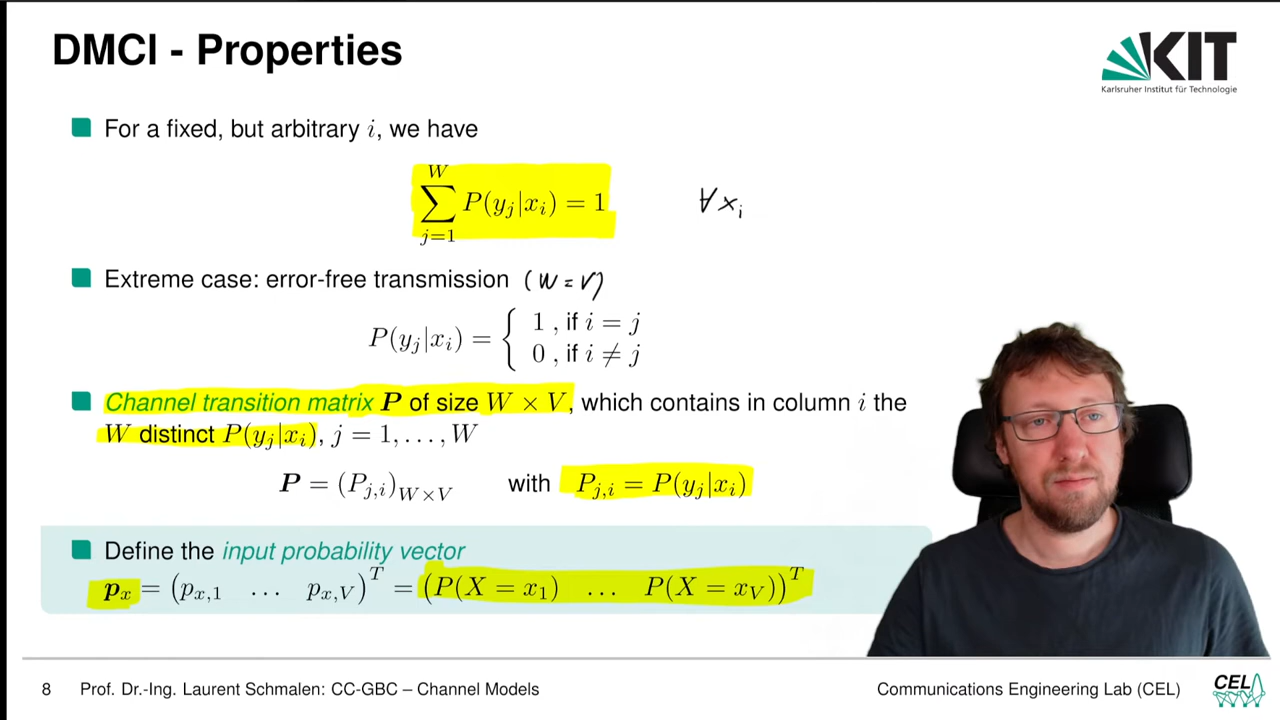 DMCI - Properties
KIT
Karlsruher Institut für Technologie
For a fixed, but arbitrary i, we have
∑_{j=1}^{W} P(y_j|x_i) = 1 ∀x_i
Extreme case: error-free transmission (W = V)
P(y_j|x_i) = { 1 , if i = j
0 , if i ≠ j
Channel transition matrix P of size W × V, which contains in column i the
W distinct P(y_j|x_i), j = 1, . . . , W
P = (P_{j,i})_{W×V} with P_{j,i} = P(y_j|x_i)
Define the input probability vector
p_x = (p_{x,1} ... p_{x,V})^T = (P(X = x_1) ... P(X = x_V))^T
8 Prof. Dr.-Ing. Laurent Schmalen: CC-GBC – Channel Models
Communications Engineering Lab (CEL)
CEL